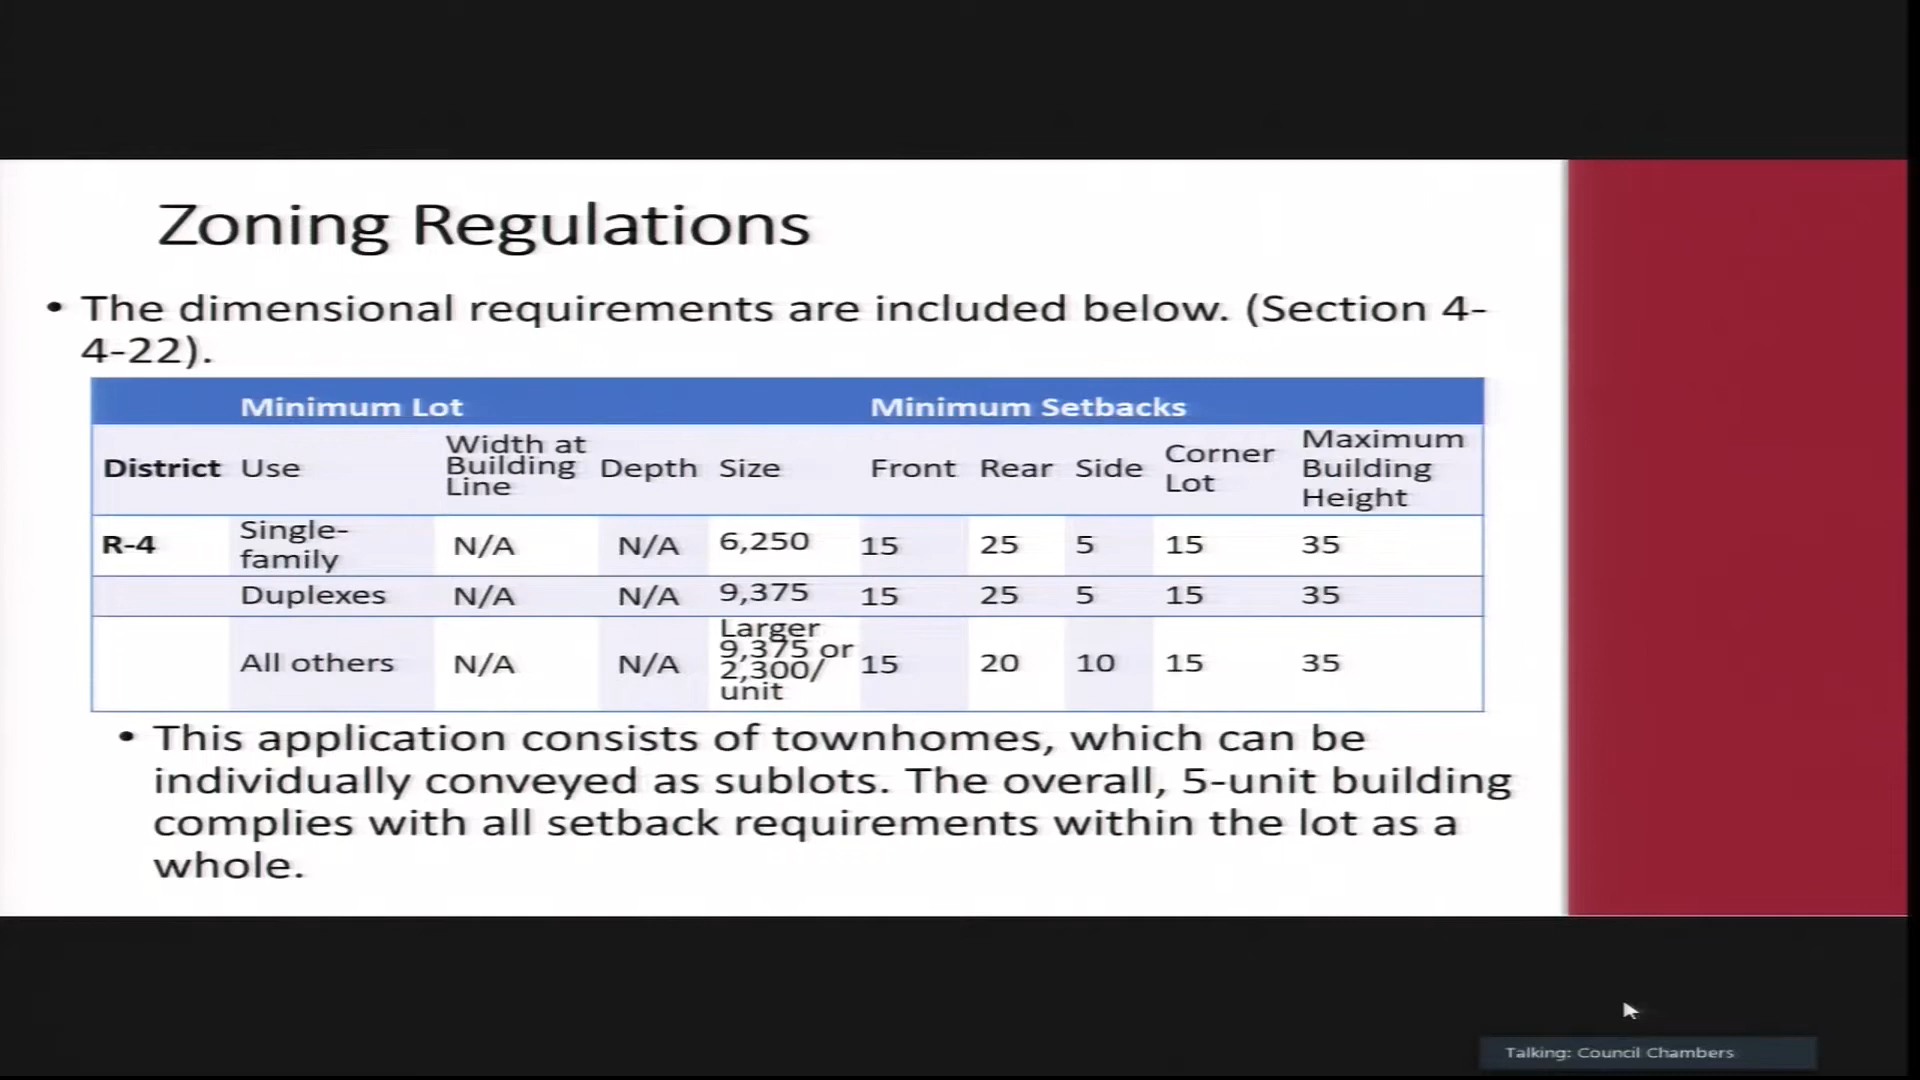 Zoning Regulations
• The dimensional requirements are included below. (Section 4-
4-22).
Minimum Lot Minimum Setbacks
District Use Width at Building Line Depth Size Front Rear Side Corner Lot Maximum Building Height
R-4 Single-family N/A N/A 6,250 15 25 5 15 35
Duplexes N/A N/A 9,375 15 25 5 15 35
All others N/A N/A Larger 9,375 or 2,300/ unit 15 20 10 15 35
• This application consists of townhomes, which can be
individually conveyed as sublots. The overall, 5-unit building
complies with all setback requirements within the lot as a
whole.
Talking: Council Chambers